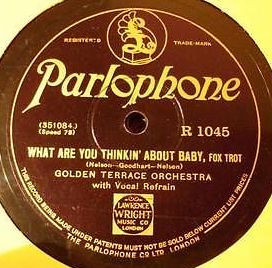 REGISTERED TRADE-MARK
Parlophone
(351084.)
(Speed 78)
R 1045
WHAT ARE YOU THINKIN' ABOUT BABY, FOX TROT
(Nelson—Goodhart—Nelson)
GOLDEN TERRACE ORCHESTRA
with Vocal Refrain
LAWRENCE
WRIGHT
MUSIC CO
LONDON
THIS RECORD BEING MADE UNDER PATENTS MUST NOT BE SOLD BELOW CURRENT LIST PRICES
THE PARLOPHONE CO LTD LONDON